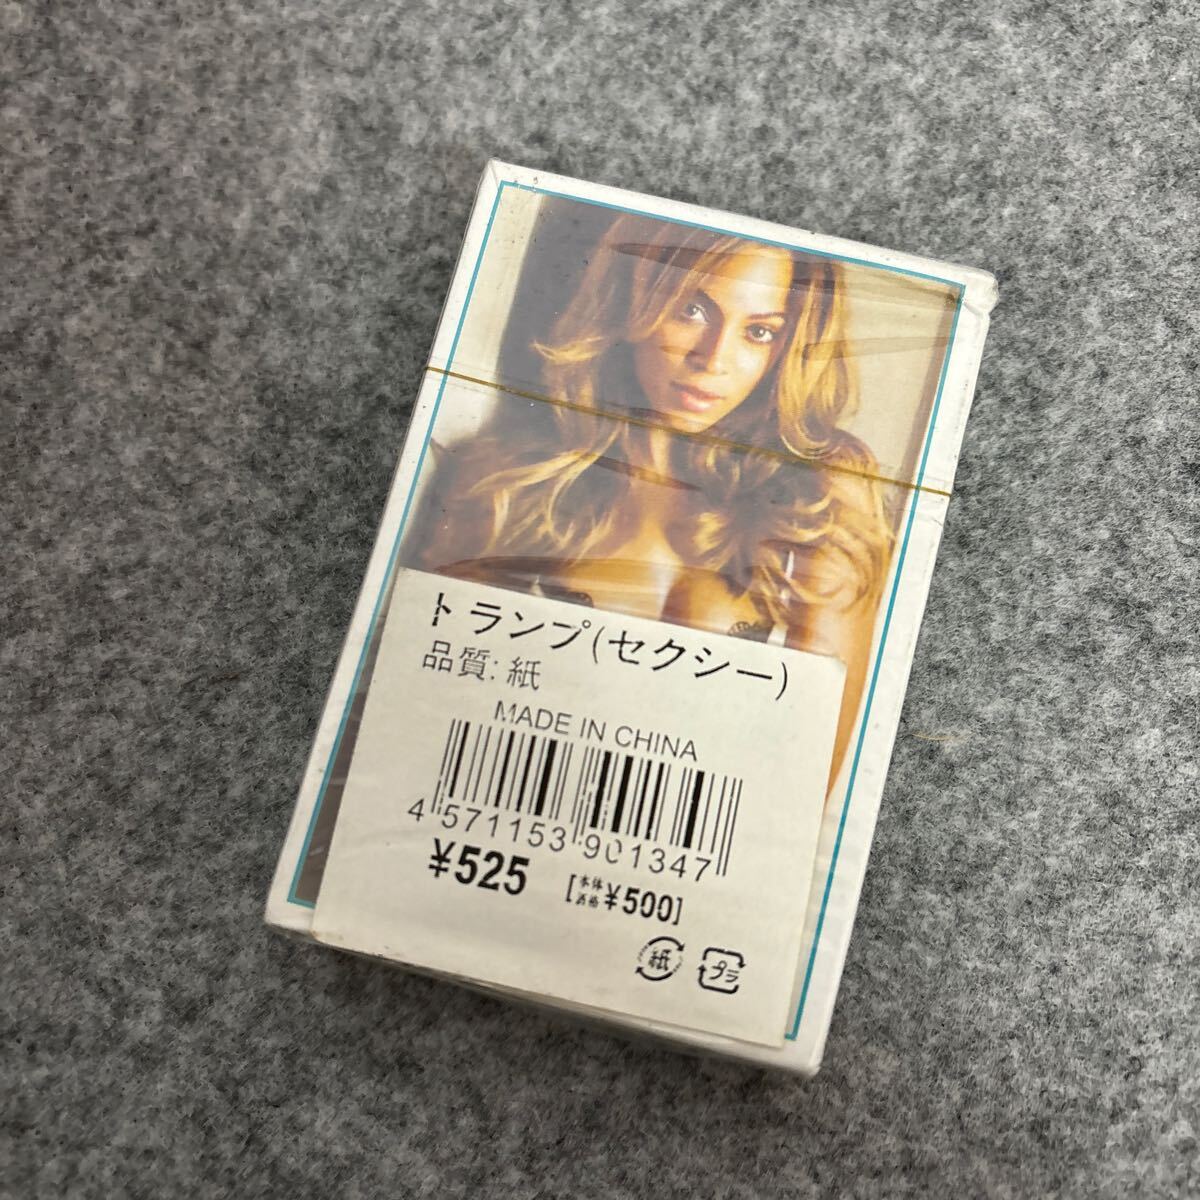 トランプ(セクシー)
品質: 紙
MADE IN CHINA
4 571153 901347
¥525 [本体価格¥500]
紙 プラ